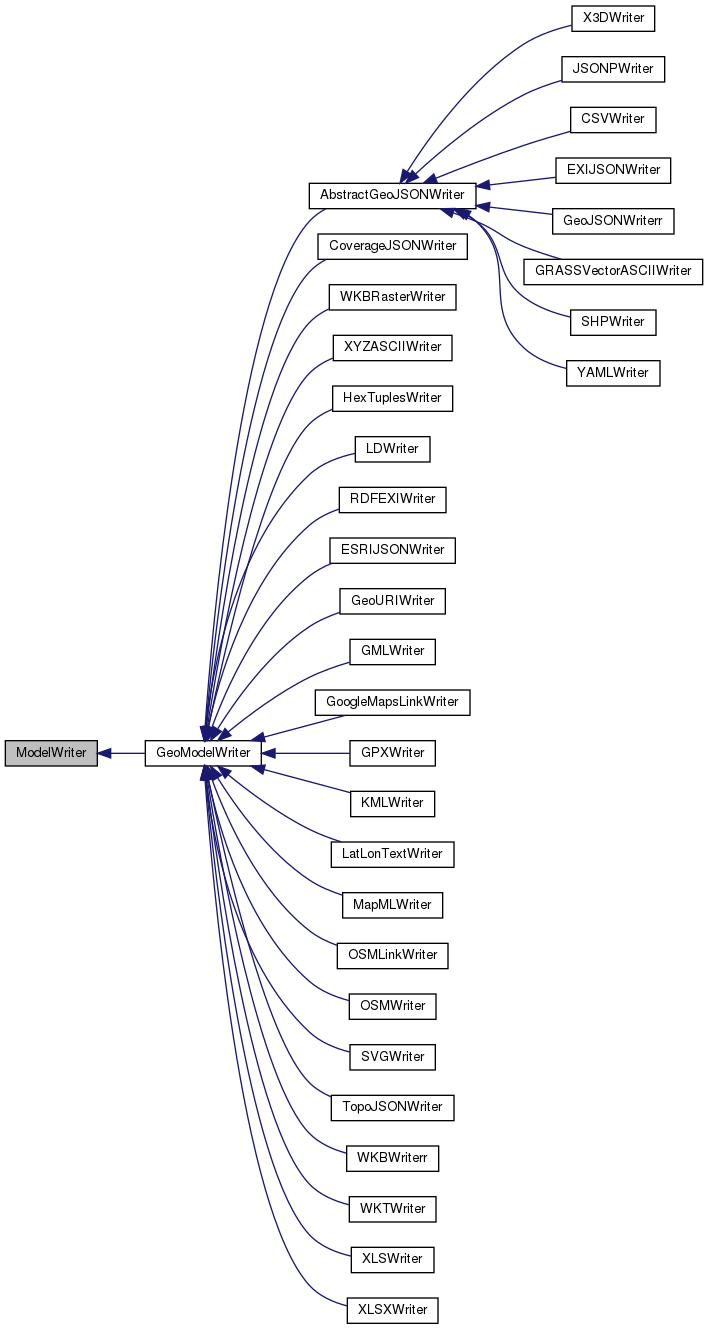 X3DWriter
JSONPWriter
CSVWriter
EXIJSONWriter
AbstractGeoJSONWriter
GeoJSONWriterr
CoverageJSONWriter
GRASSVectorASCIIWriter
WKBRasterWriter
SHPWriter
XYZASCIIWriter
YAMLWriter
HexTuplesWriter
LDWriter
RDFEXIWriter
ESRIJSONWriter
GeoURIWriter
GMLWriter
GoogleMapsLinkWriter
ModelWriter
GeoModelWriter
GPXWriter
KMLWriter
LatLonTextWriter
MapMLWriter
OSMLinkWriter
OSMWriter
SVGWriter
TopoJSONWriter
WKBWriterr
WKTWriter
XLSWriter
XLSXWriter